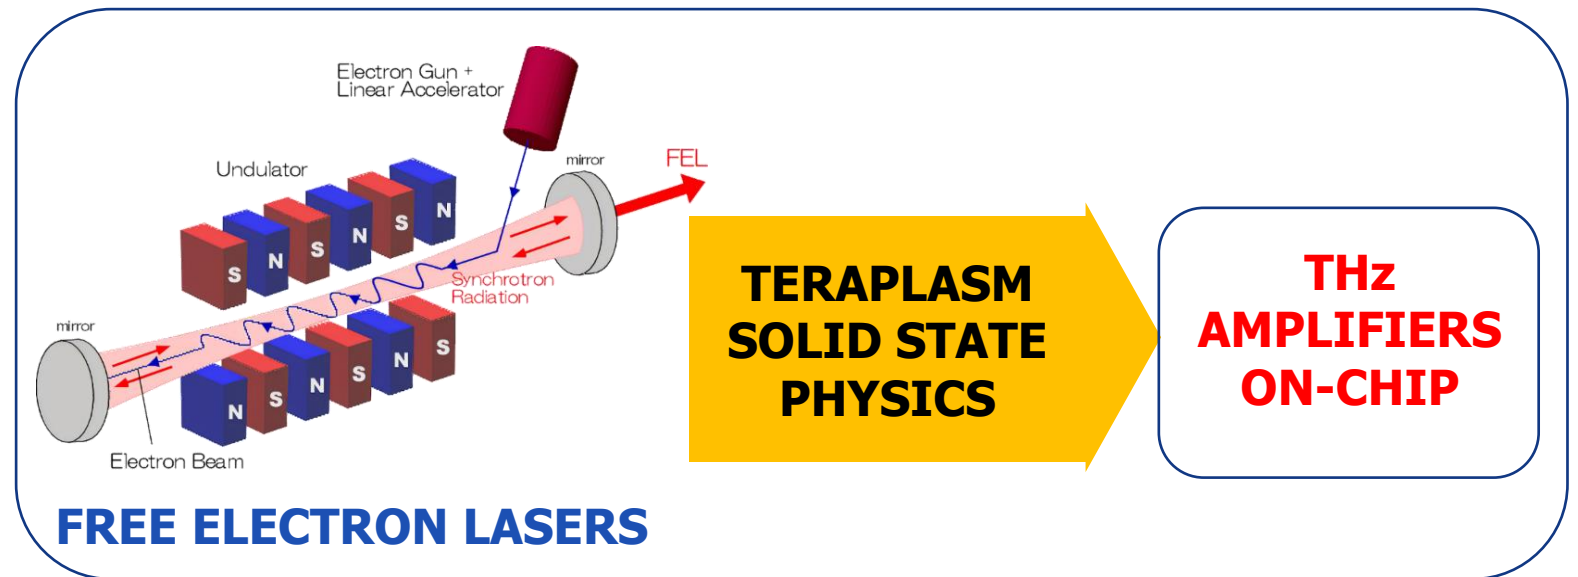 Electron Gun +
Linear Accelerator
mirror
FEL
Undulator
S
N
S
N
S
N
Synchrotron
Radiation
mirror
N
S
N
S
N
S
Electron Beam
FREE ELECTRON LASERS
TERAPLASM
SOLID STATE
PHYSICS
THz
AMPLIFIERS
ON-CHIP